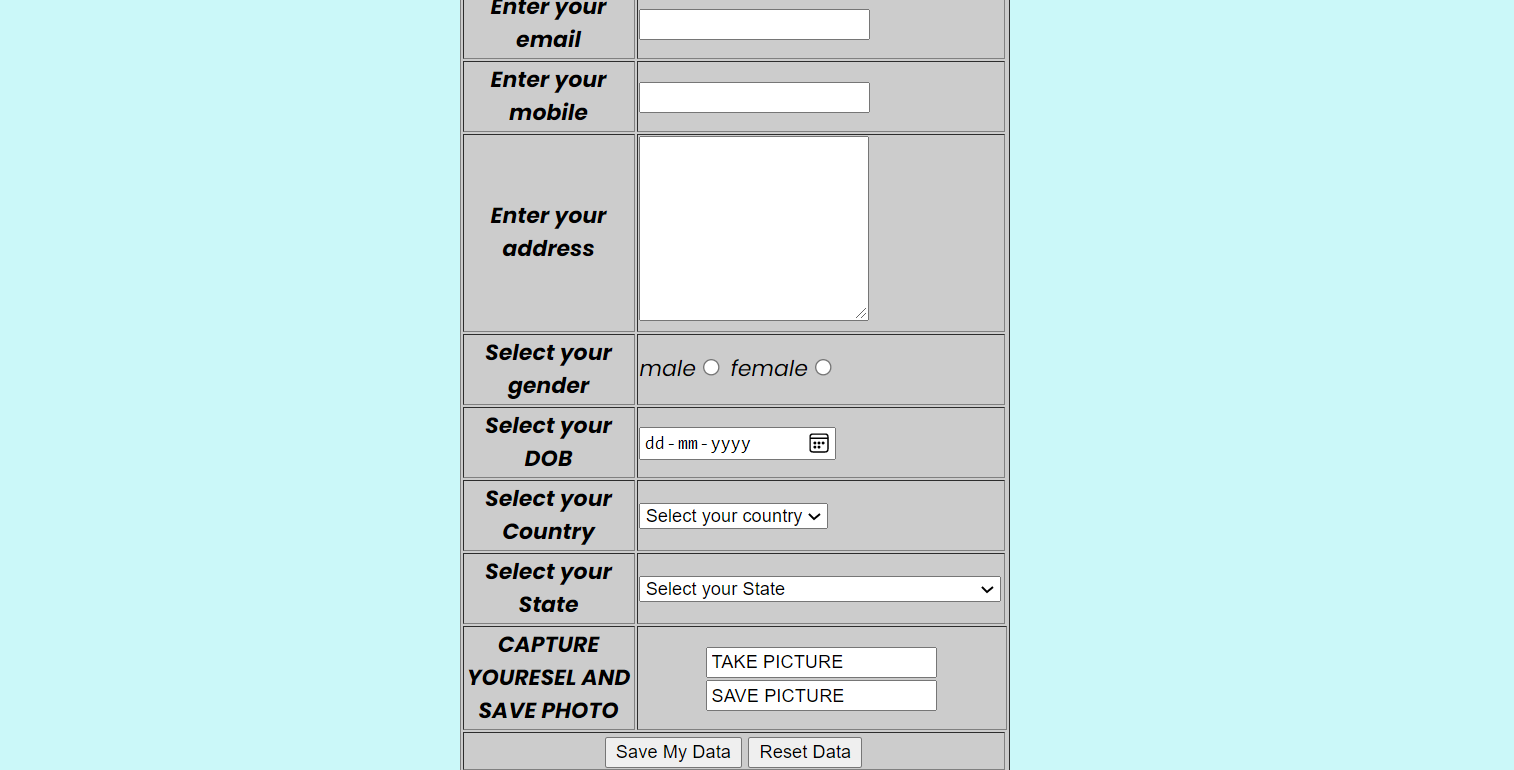 Enter your
email
Enter your
mobile
Enter your
address
Select your
gender
male female
Select your
DOB
dd-mm-yyyy
Select your
Country
Select your country
Select your
State
Select your State
CAPTURE
YOURESEL AND
SAVE PHOTO
TAKE PICTURE
SAVE PICTURE
Save My Data Reset Data